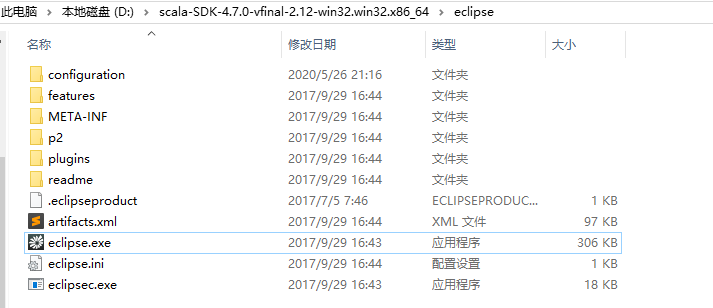 此电脑 › 本地磁盘 (D:) › scala-SDK-4.7.0-vfinal-2.12-win32.win32.x86_64 › eclipse
名称 修改日期 类型 大小
configuration 2020/5/26 21:16 文件夹
features 2017/9/29 16:44 文件夹
META-INF 2017/9/29 16:44 文件夹
p2 2017/9/29 16:44 文件夹
plugins 2017/9/29 16:44 文件夹
readme 2017/9/29 16:44 文件夹
.eclipseproduct 2017/7/5 7:46 ECLIPSEPRODUC... 1 KB
artifacts.xml 2017/9/29 16:44 XML 文件 97 KB
eclipse.exe 2017/9/29 16:43 应用程序 306 KB
eclipse.ini 2017/9/29 16:44 配置设置 1 KB
eclipsec.exe 2017/9/29 16:43 应用程序 18 KB